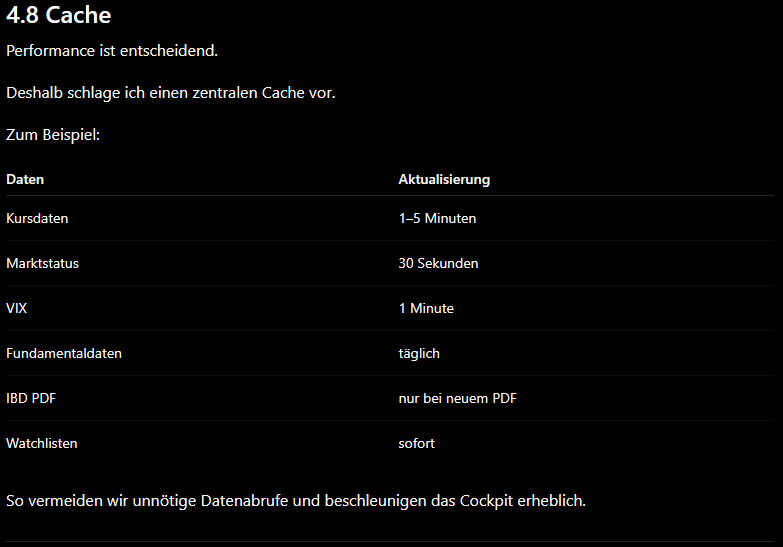 4.8 Cache
Performance ist entscheidend.
Deshalb schlage ich einen zentralen Cache vor.
Zum Beispiel:
Daten Aktualisierung
Kursdaten 1–5 Minuten
Marktstatus 30 Sekunden
VIX 1 Minute
Fundamentaldaten täglich
IBD PDF nur bei neuem PDF
Watchlisten sofort
So vermeiden wir unnötige Datenabrufe und beschleunigen das Cockpit erheblich.